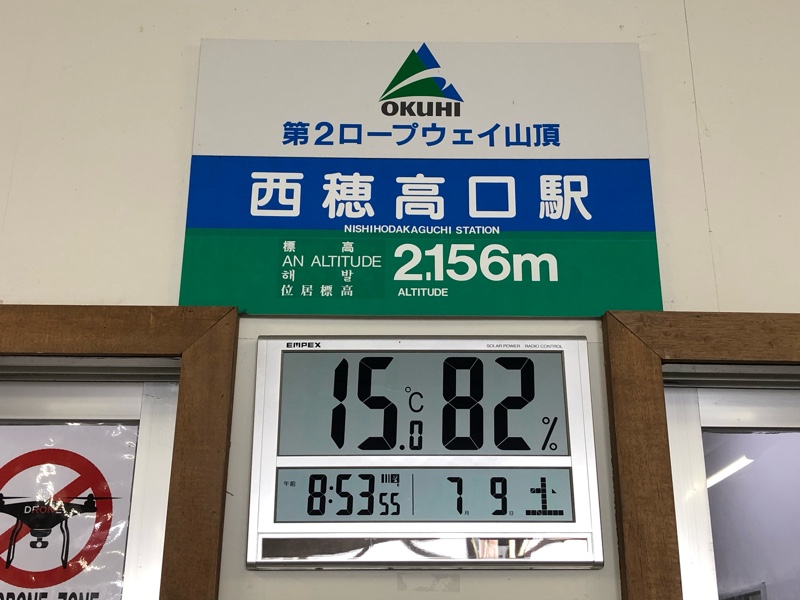 OKUHI
第2ロープウェイ山頂
西穂高口駅
NISHIHODAKAGUCHI STATION
標高
AN ALTITUDE
해발
位居標高
2,156m
ALTITUDE
EMPEX
SOLAR POWER RADIO CONTROL
15.0℃ 82%
午前 8:53 55 7月 9日 土
DRONE
DRONE ZONE